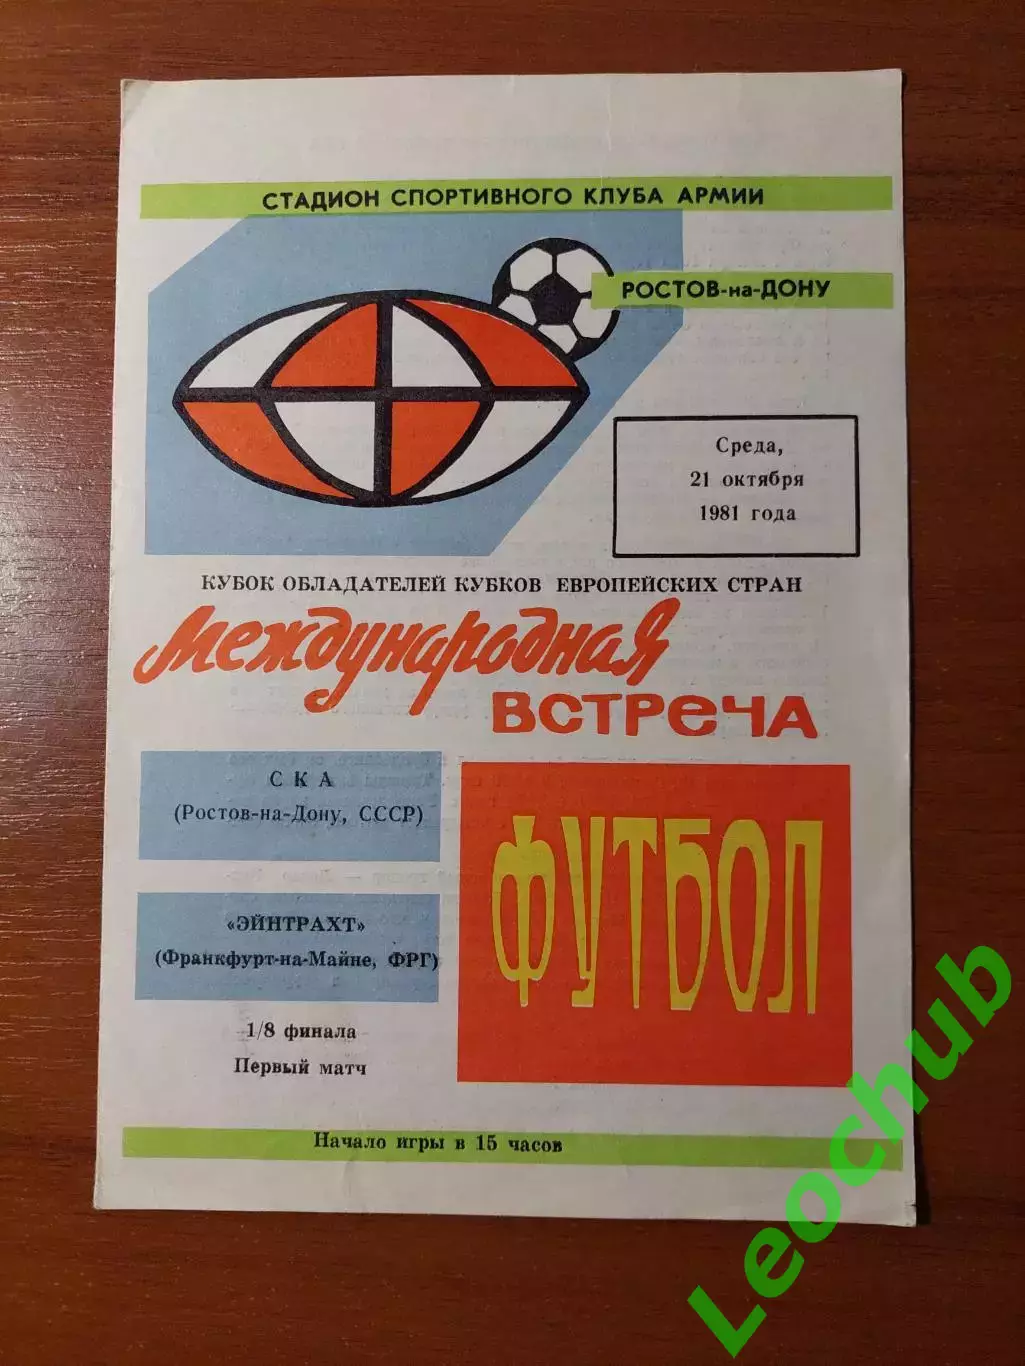 СТАДИОН СПОРТИВНОГО КЛУБА АРМИИ
РОСТОВ-на-ДОНУ
Среда,
21 октября
1981 года
КУБОК ОБЛАДАТЕЛЕЙ КУБКОВ ЕВРОПЕЙСКИХ СТРАН
Международная
ВСТРЕЧА
СКА
(Ростов-на-Дону, СССР)
«ЭЙНТРАХТ»
(Франкфурт-на-Майне, ФРГ)
1/8 финала
Первый матч
ФУТБОЛ
Начало игры в 15 часов
Leochub